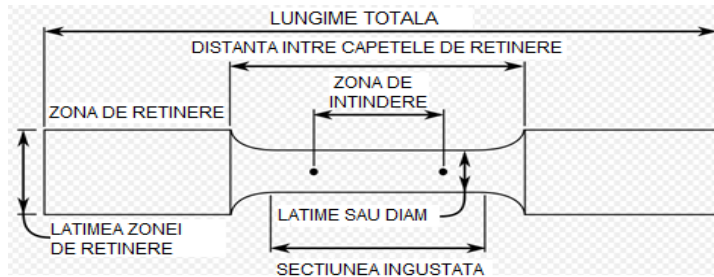 LUNGIME TOTALA
DISTANTA INTRE CAPETELE DE RETINERE
ZONA DE
INTINDERE
ZONA DE RETINERE
LATIME SAU DIAM
LATIMEA ZONEI
DE RETINERE
SECTIUNEA INGUSTATA